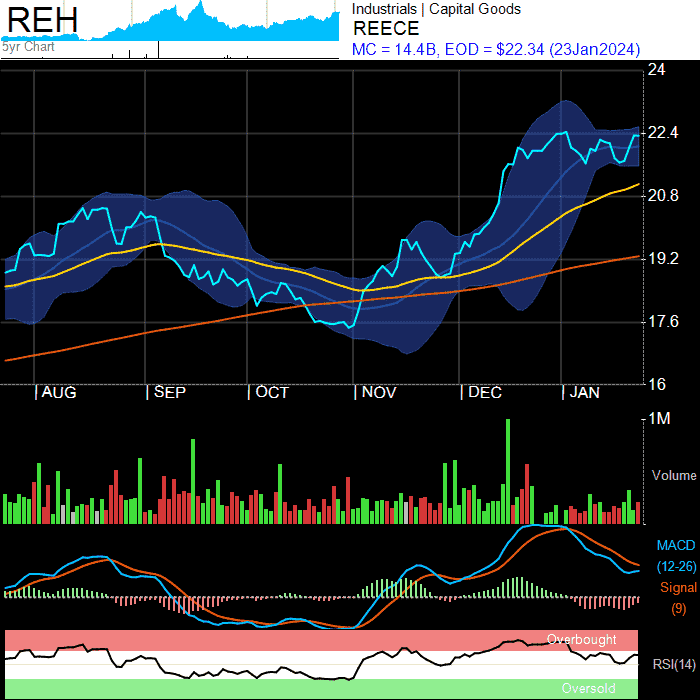 REH
5yr Chart
Industrials | Capital Goods
REECE
MC = 14.4B, EOD = $22.34 (23Jan2024)
24
22.4
20.8
19.2
17.6
16
| AUG | SEP | OCT | NOV | DEC | JAN
1M
Volume
MACD
(12-26)
Signal
(9)
Overbought
RSI(14)
Oversold